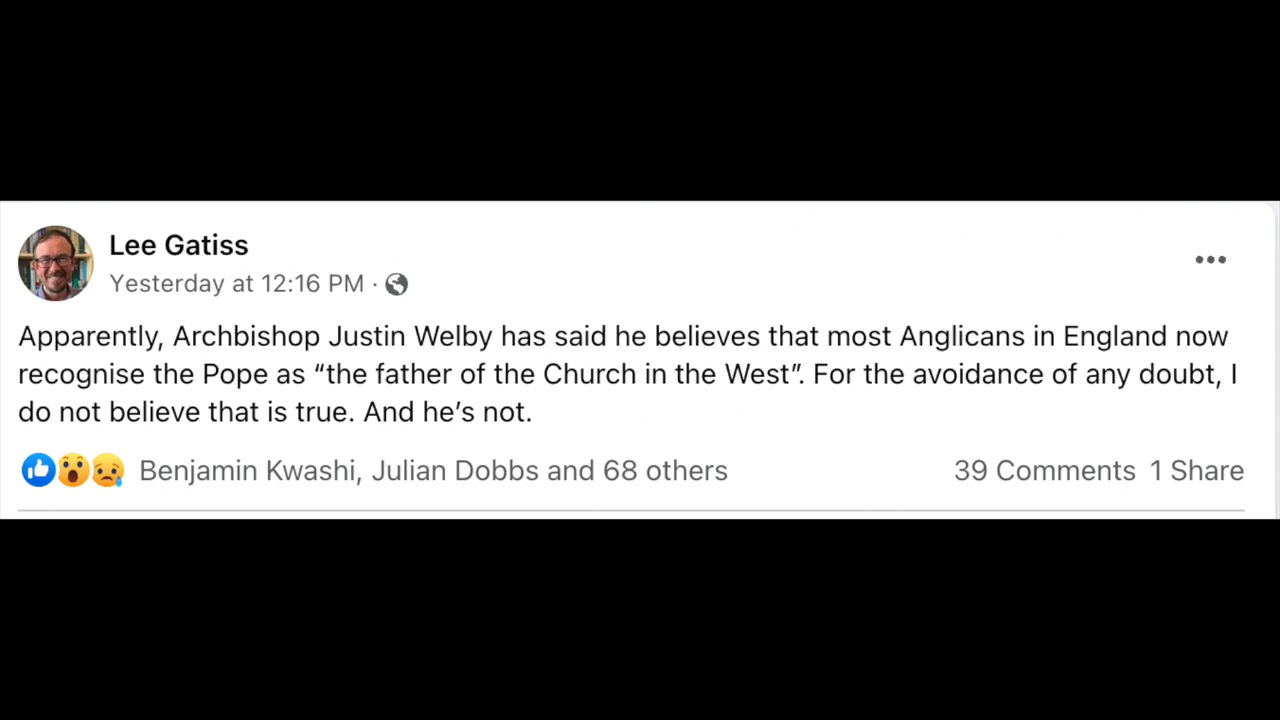 Lee Gatiss
Yesterday at 12:16 PM ·
Apparently, Archbishop Justin Welby has said he believes that most Anglicans in England now
recognise the Pope as “the father of the Church in the West”. For the avoidance of any doubt, I
do not believe that is true. And he’s not.
Benjamin Kwashi, Julian Dobbs and 68 others 39 Comments 1 Share